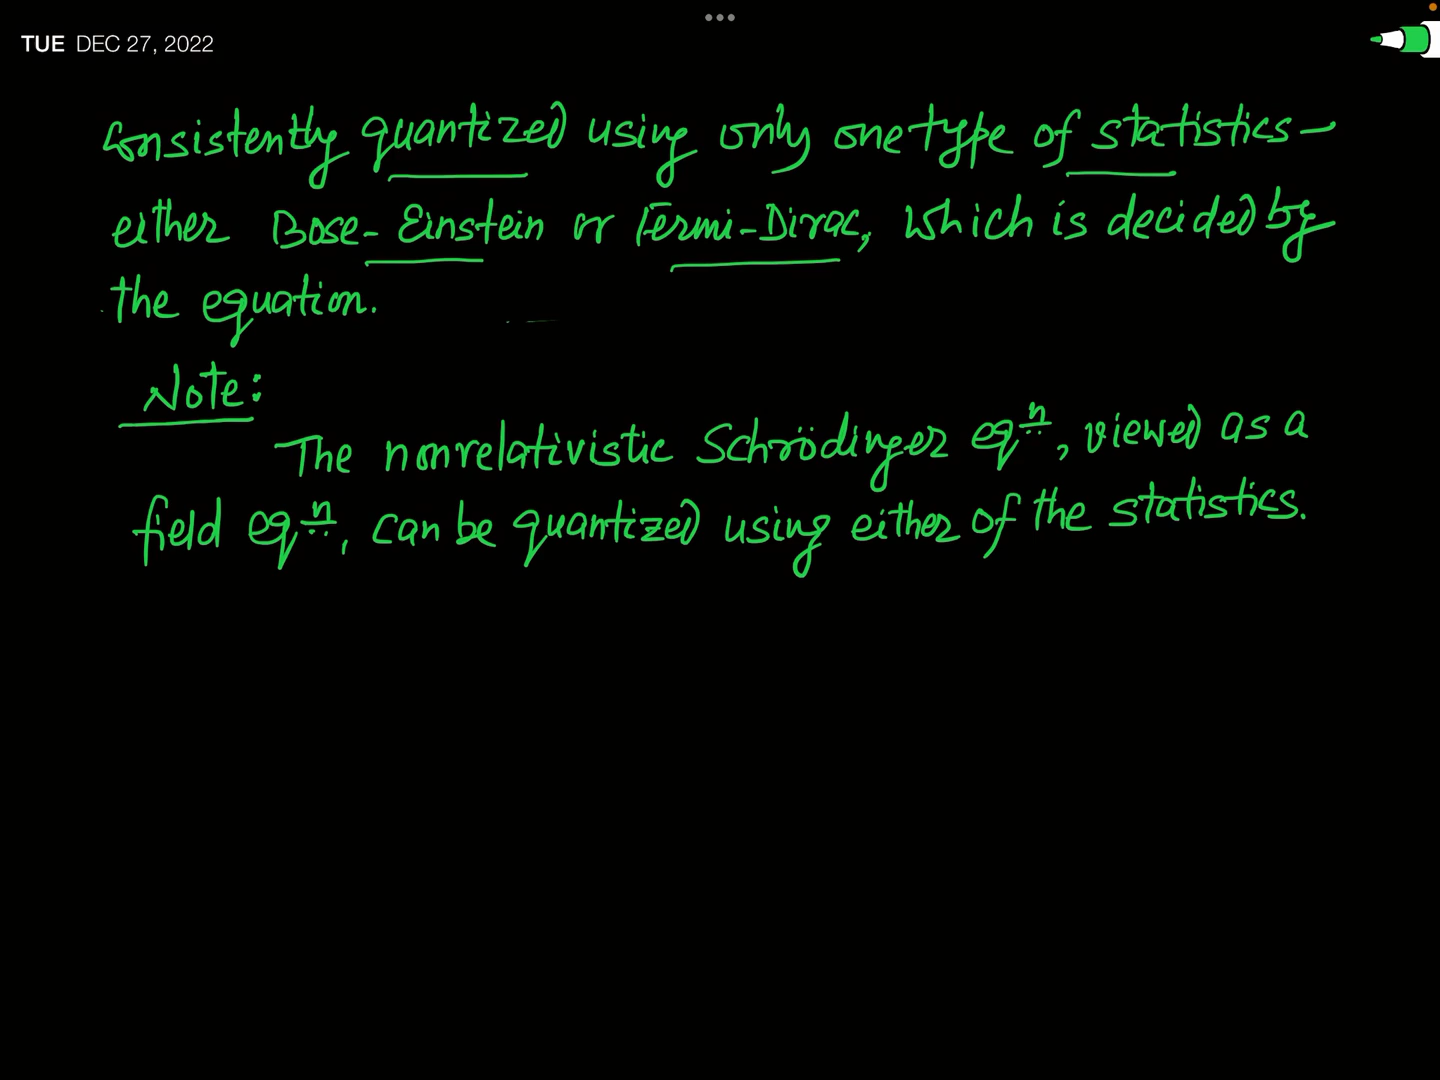 TUE DEC 27, 2022
consistently quantized using only one type of statistics –
either Bose-Einstein or Fermi-Dirac, which is decided by
the equation.
Note:
The nonrelativistic Schrödinger eqⁿ, viewed as a
field eqⁿ, can be quantized using either of the statistics.